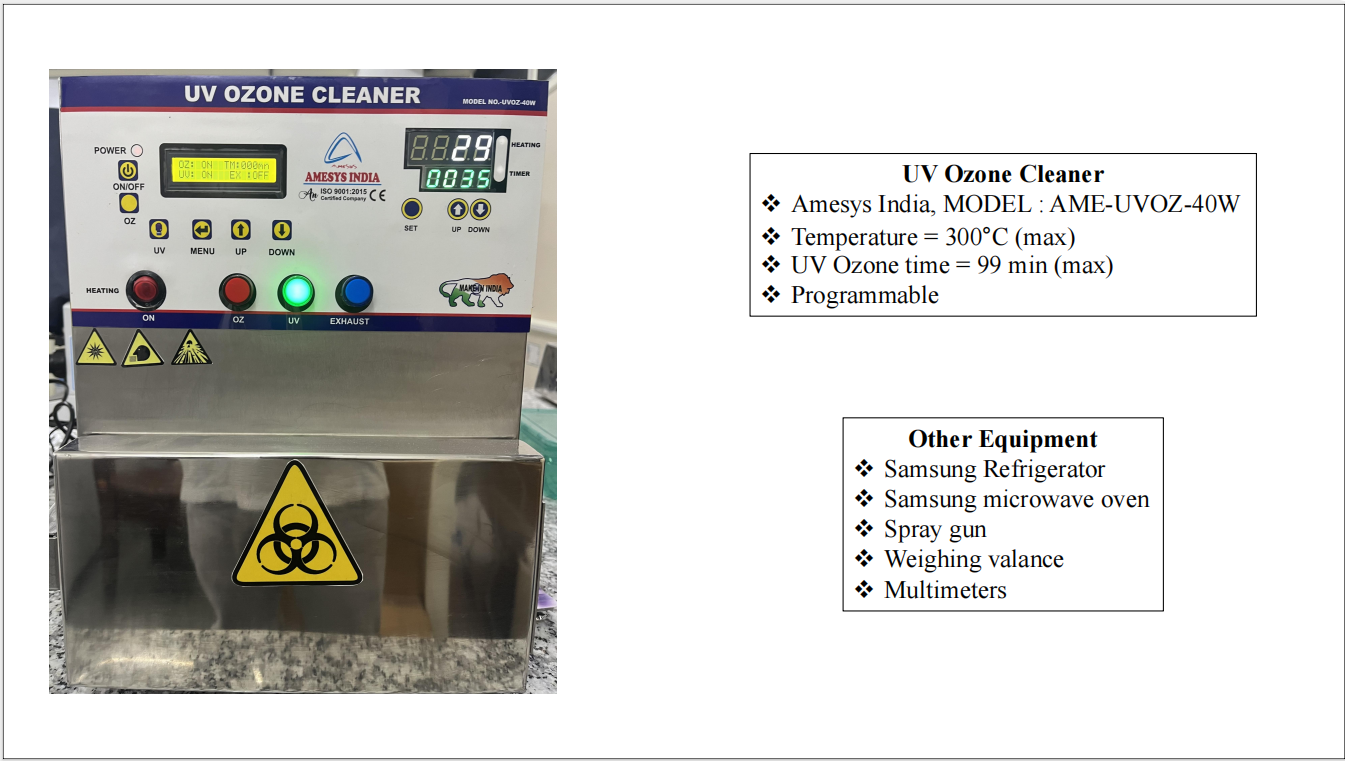 UV OZONE CLEANER
MODEL NO.-UVOZ-40W
POWER
ON/OFF
OZ
OZ: ON TM:000mn
UV: ON EX :OFF
AMESYS
AMESYS INDIA
ISO 9001:2015
Certified Company CE
An
29
HEATING
0035
TIMER
SET
UP DOWN
UV MENU UP DOWN
HEATING
ON
OZ
UV
EXHAUST
MAKE IN INDIA
UV Ozone Cleaner
❖ Amesys India, MODEL : AME-UVOZ-40W
❖ Temperature = 300°C (max)
❖ UV Ozone time = 99 min (max)
❖ Programmable
Other Equipment
❖ Samsung Refrigerator
❖ Samsung microwave oven
❖ Spray gun
❖ Weighing valance
❖ Multimeters